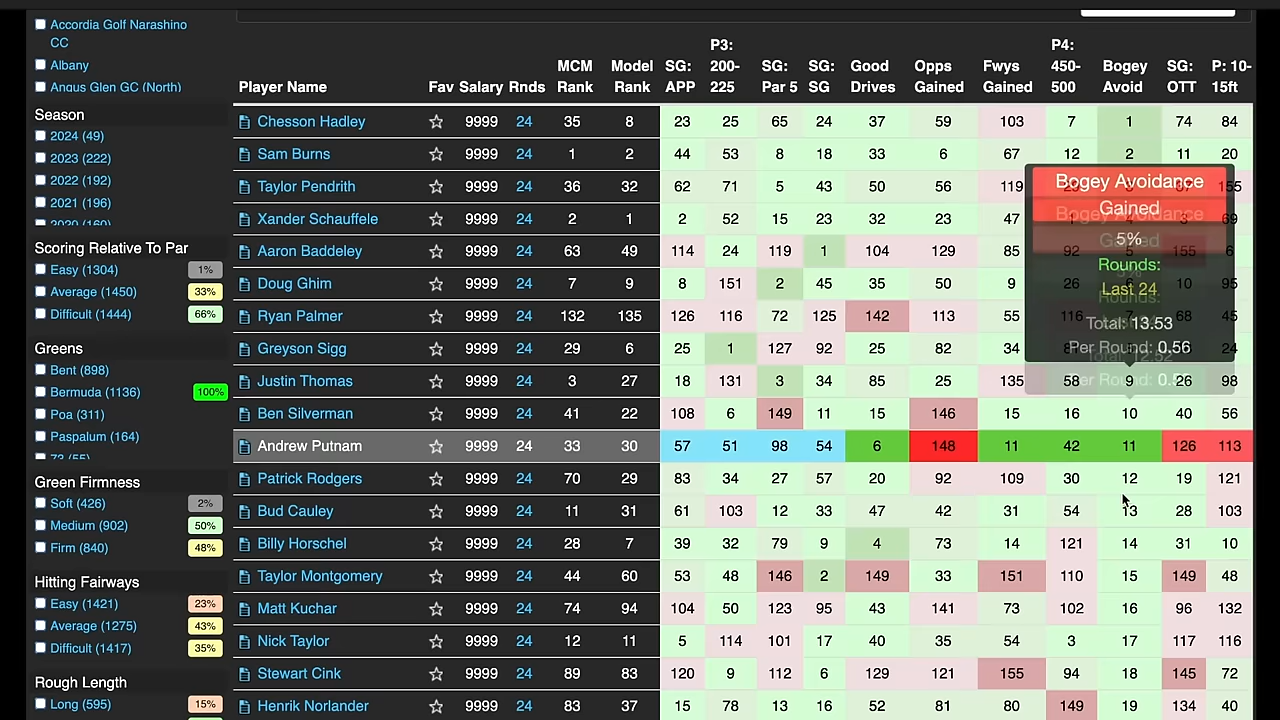 Accordia Golf Narashino
CC
Albany
Angus Glen GC (North)
Season
2024 (49)
2023 (222)
2022 (192)
2021 (196)
2020 (160)
Scoring Relative To Par
Easy (1304) 1%
Average (1450) 33%
Difficult (1444) 66%
Greens
Bent (898)
Bermuda (1136) 100%
Poa (311)
Paspalum (164)
Green Firmness
Soft (426) 2%
Medium (902) 50%
Firm (840) 48%
Hitting Fairways
Easy (1421) 23%
Average (1275) 43%
Difficult (1417) 35%
Rough Length
Long (595) 15%
Player Name Fav Salary Rnds MCM Rank Model Rank SG: APP P3: 200-225 SG: Par 5 SG: SG Good Drives Opps Gained Fwys Gained P4: 450-500 Bogey Avoid SG: OTT P: 10-15ft
Chesson Hadley 9999 24 35 8 23 25 65 24 37 59 103 7 1 74 84
Sam Burns 9999 24 1 2 44 53 8 18 33 6 67 12 2 11 20
Taylor Pendrith 9999 24 36 32 62 71 5 43 50 56 119
Xander Schauffele 9999 24 2 1 2 52 15 23 32 23 47
Aaron Baddeley 9999 24 63 49 114 24 119 1 104 129 85
Doug Ghim 9999 24 7 9 8 151 2 45 35 50 9
Ryan Palmer 9999 24 132 135 126 116 72 125 142 113 55
Greyson Sigg 9999 24 29 6 25 1 127 92 25 82 34
Justin Thomas 9999 24 3 27 18 131 3 34 85 25 135 58 9 26 98
Ben Silverman 9999 24 41 22 108 6 149 11 15 146 15 16 10 40 56
Andrew Putnam 9999 24 33 30 57 51 98 54 6 148 11 42 11 126 113
Patrick Rodgers 9999 24 70 29 83 34 27 57 20 92 109 30 12 19 121
Bud Cauley 9999 24 11 31 61 103 12 33 47 42 31 54 13 28 103
Billy Horschel 9999 24 28 7 39 32 79 9 4 73 14 121 14 31 10
Taylor Montgomery 9999 24 44 60 53 48 146 2 149 33 151 110 15 149 48
Matt Kuchar 9999 24 74 94 104 50 123 95 43 141 73 102 16 96 132
Nick Taylor 9999 24 12 11 5 114 101 17 40 35 54 3 17 117 116
Stewart Cink 9999 24 89 83 120 9 112 6 129 121 155 94 18 145 72
Henrik Norlander 9999 24 83 37 15 78 13 16 52 81 80 149 19 134 40
Bogey Avoidance
Gained
5%
Rounds:
Last 24
Total: 13.53
Per Round: 0.56